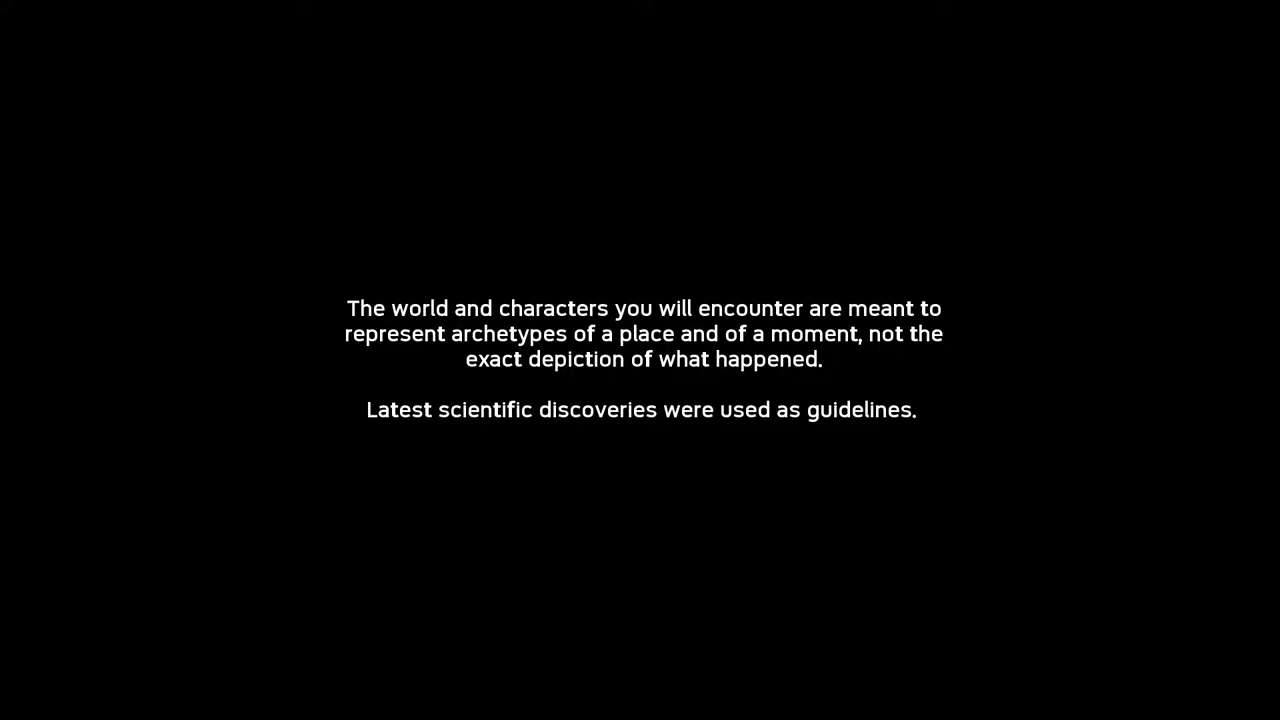 The world and characters you will encounter are meant to
represent archetypes of a place and of a moment, not the
exact depiction of what happened.
Latest scientific discoveries were used as guidelines.